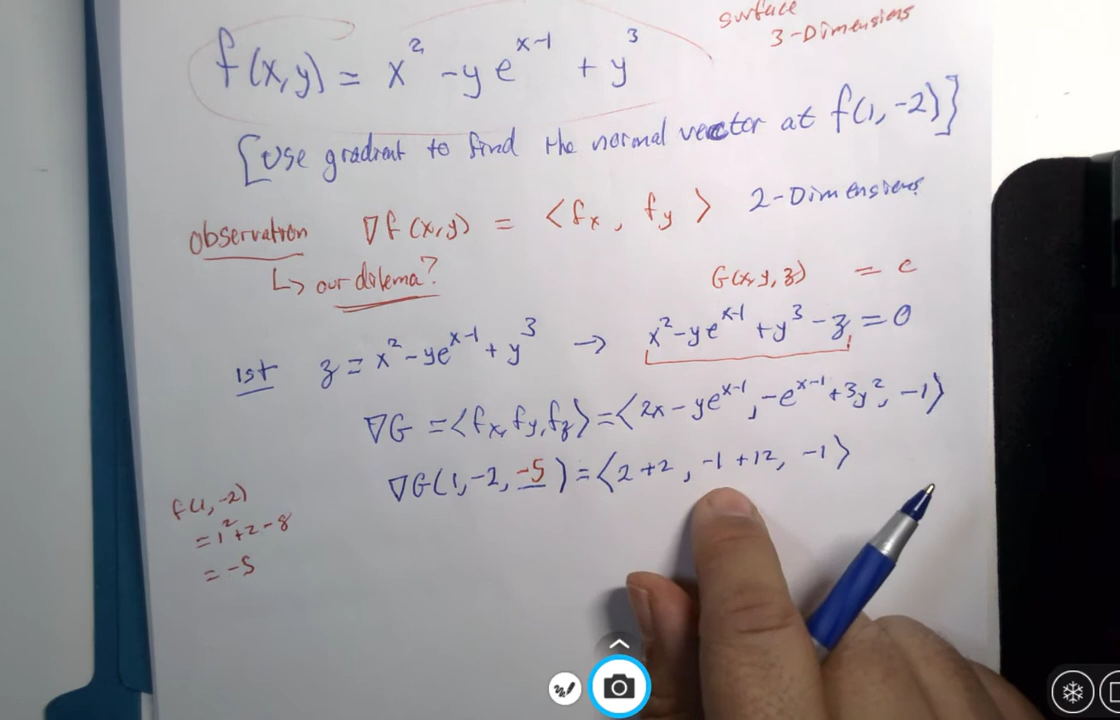 surface
3-Dimensions
f(x,y) = x² - y e^(x-1) + y³
[Use gradient to find the normal vector at f(1, -2)]
observation ∇f(x,y) = ⟨fx, fy⟩ 2-Dimensions
↳ our dilema?
G(x,y,z) = c
1st z = x² - ye^(x-1) + y³ → x² - ye^(x-1) + y³ - z = 0
∇G = ⟨fx, fy, fz⟩ = ⟨2x - ye^(x-1), -e^(x-1) + 3y², -1⟩
∇G(1, -2, -5) = ⟨2+2, -1+12, -1⟩
f(1, -2)
= 1² + 2 - 8
= -5